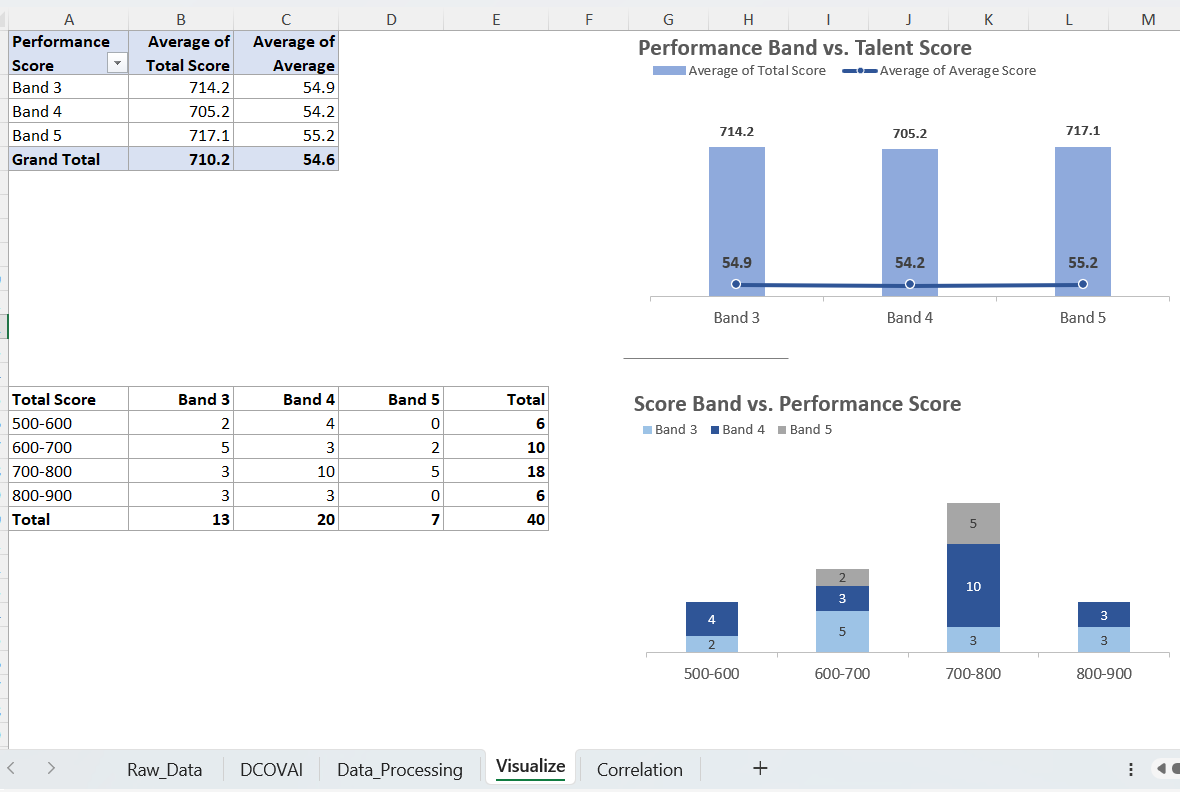 A B C D E F G H I J K L M
Performance Score Average of Total Score Average of Average
Band 3 714.2 54.9
Band 4 705.2 54.2
Band 5 717.1 55.2
Grand Total 710.2 54.6
Performance Band vs. Talent Score
Average of Total Score Average of Average Score
714.2 705.2 717.1
54.9 54.2 55.2
Band 3 Band 4 Band 5
Total Score Band 3 Band 4 Band 5 Total
500-600 2 4 0 6
600-700 5 3 2 10
700-800 3 10 5 18
800-900 3 3 0 6
Total 13 20 7 40
Score Band vs. Performance Score
Band 3 Band 4 Band 5
5
2
10
3
4 3
5
2 3 3
500-600 600-700 700-800 800-900
Raw_Data DCOVAI Data_Processing Visualize Correlation +